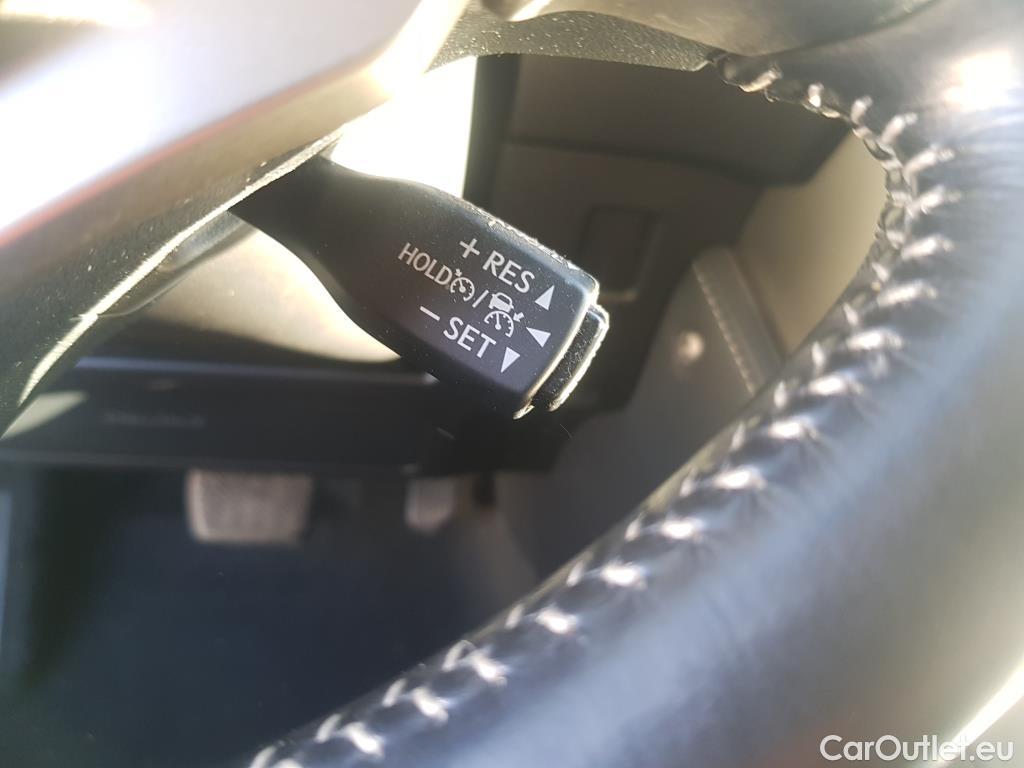 + RES ▲
HOLD / ◀
− SET ▼
CarOutlet.eu